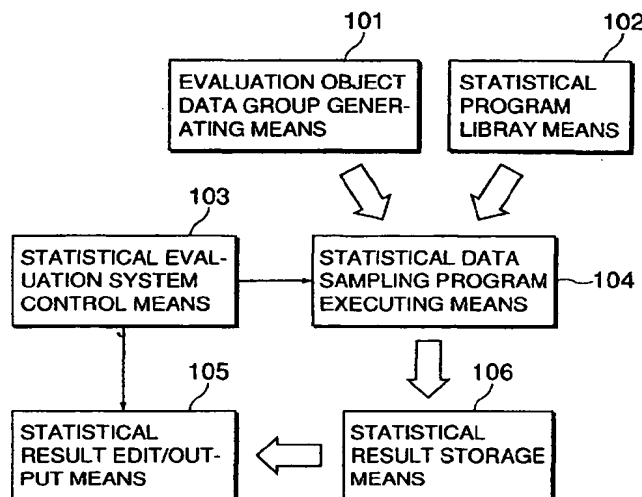 101
102
EVALUATION OBJECT
DATA GROUP GENER-
ATING MEANS
STATISTICAL
PROGRAM
LIBRAY MEANS
103
STATISTICAL EVAL-
UATION SYSTEM
CONTROL MEANS
STATISTICAL DATA
SAMPLING PROGRAM
EXECUTING MEANS
104
105
106
STATISTICAL
RESULT EDIT/OUT-
PUT MEANS
STATISTICAL
RESULT STORAGE
MEANS